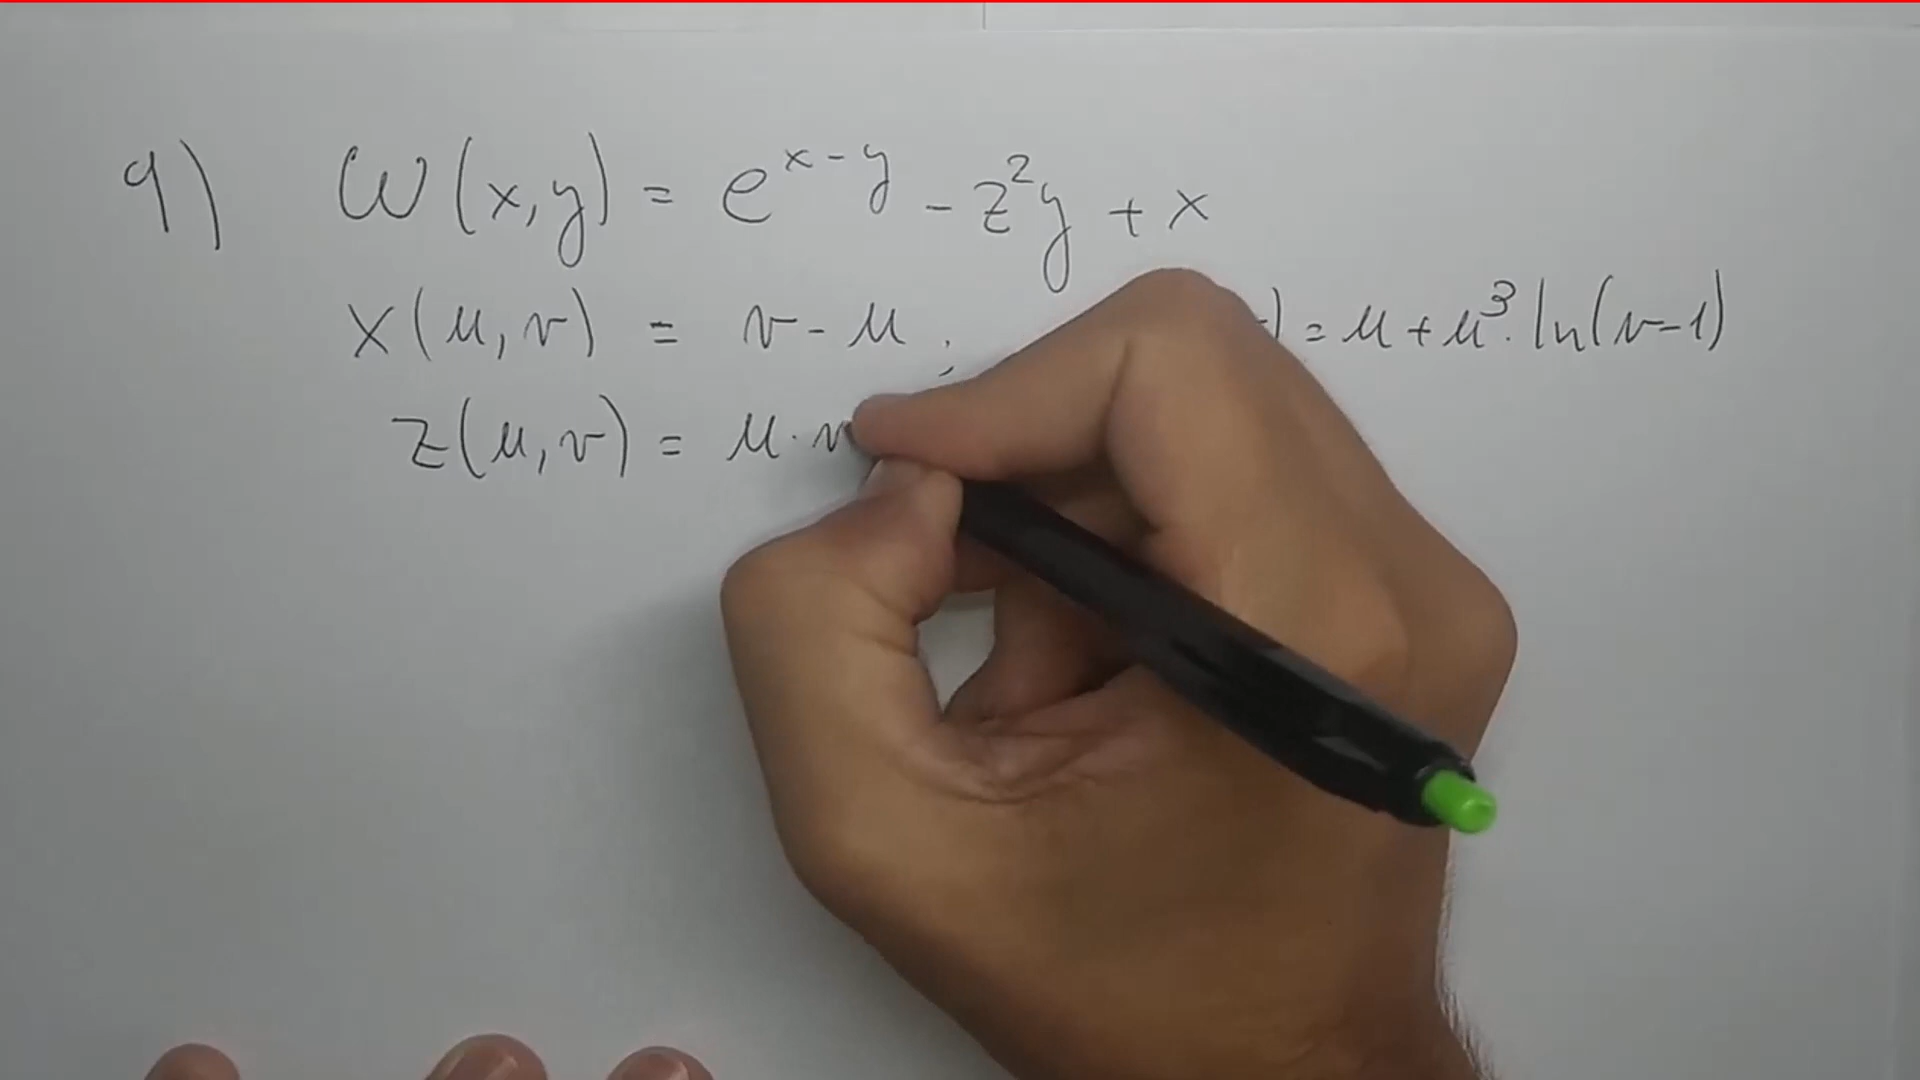 9) W(x,y) = e^{x-y} - z²y + x
x(u,v) = v - u ; ) = u + u³·ln(v-1)
z(u,v) = u·v